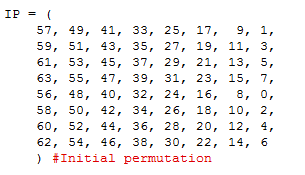 IP = (
57, 49, 41, 33, 25, 17, 9, 1,
59, 51, 43, 35, 27, 19, 11, 3,
61, 53, 45, 37, 29, 21, 13, 5,
63, 55, 47, 39, 31, 23, 15, 7,
56, 48, 40, 32, 24, 16, 8, 0,
58, 50, 42, 34, 26, 18, 10, 2,
60, 52, 44, 36, 28, 20, 12, 4,
62, 54, 46, 38, 30, 22, 14, 6
) #Initial permutation